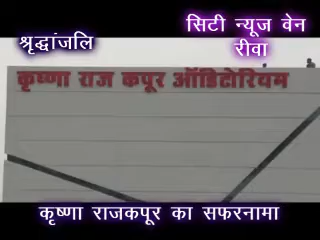 श्रृद्धांजलि
सिटी न्यूज वेन
रीवा
कृष्णा राज कपूर ऑडिटोरियम
कृष्णा राजकपूर का सफरनामा